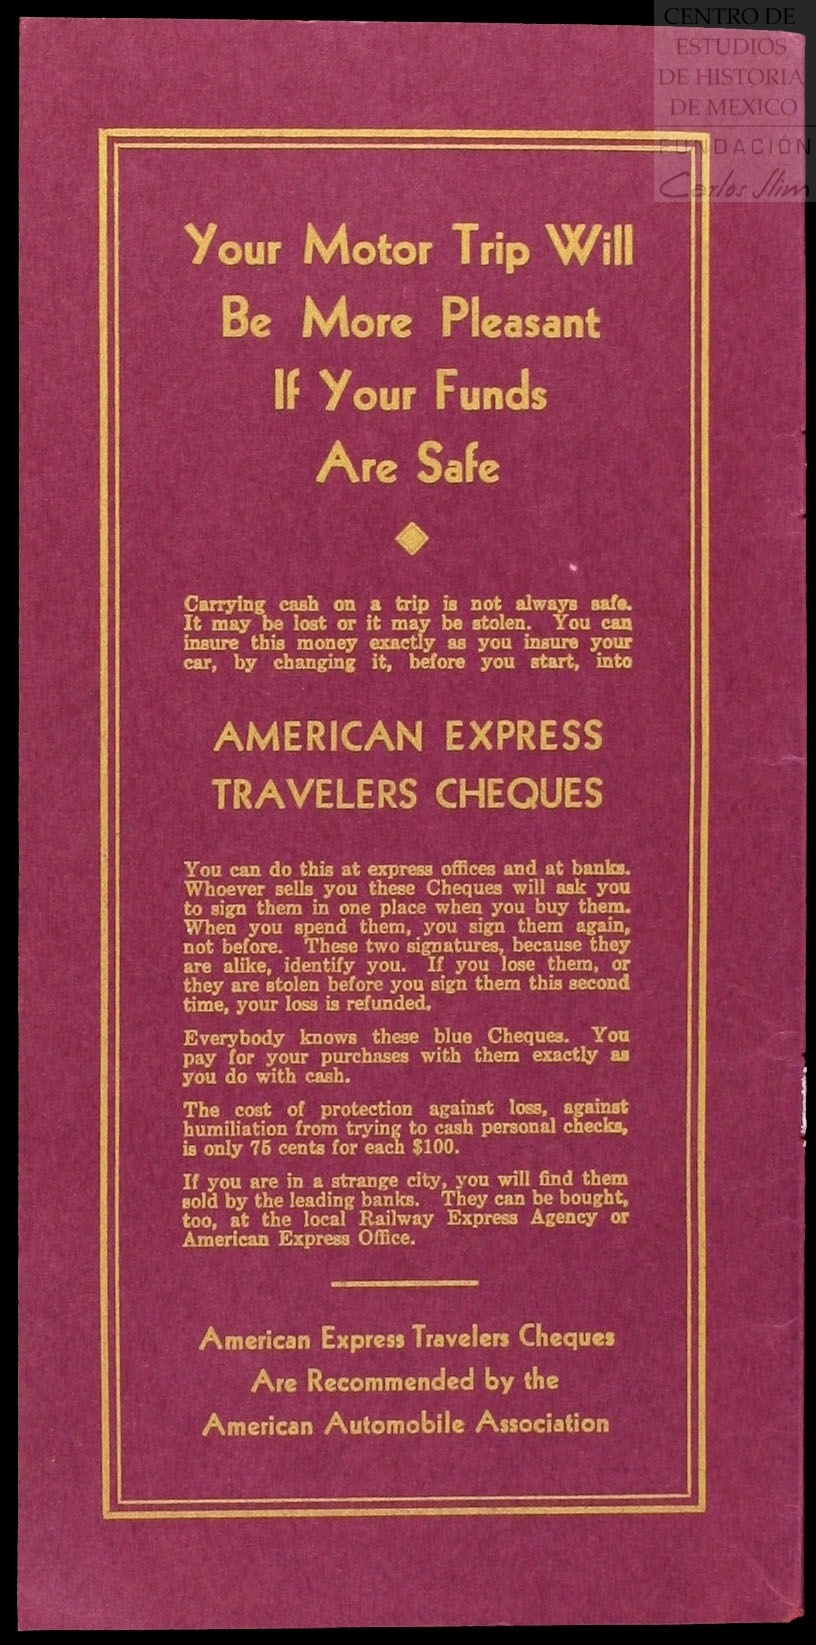 CENTRO DE
ESTUDIOS
DE HISTORIA
DE MEXICO
FUNDACIÓN
Carlos Slim
Your Motor Trip Will
Be More Pleasant
If Your Funds
Are Safe
Carrying cash on a trip is not always safe.
It may be lost or it may be stolen. You can
insure this money exactly as you insure your
car, by changing it, before you start, into
AMERICAN EXPRESS
TRAVELERS CHEQUES
You can do this at express offices and at banks.
Whoever sells you these Cheques will ask you
to sign them in one place when you buy them.
When you spend them, you sign them again,
not before. These two signatures, because they
are alike, identify you. If you lose them, or
they are stolen before you sign them this second
time, your loss is refunded.
Everybody knows these blue Cheques. You
pay for your purchases with them exactly as
you do with cash.
The cost of protection against loss, against
humiliation from trying to cash personal checks,
is only 75 cents for each $100.
If you are in a strange city, you will find them
sold by the leading banks. They can be bought,
too, at the local Railway Express Agency or
American Express Office.
American Express Travelers Cheques
Are Recommended by the
American Automobile Association